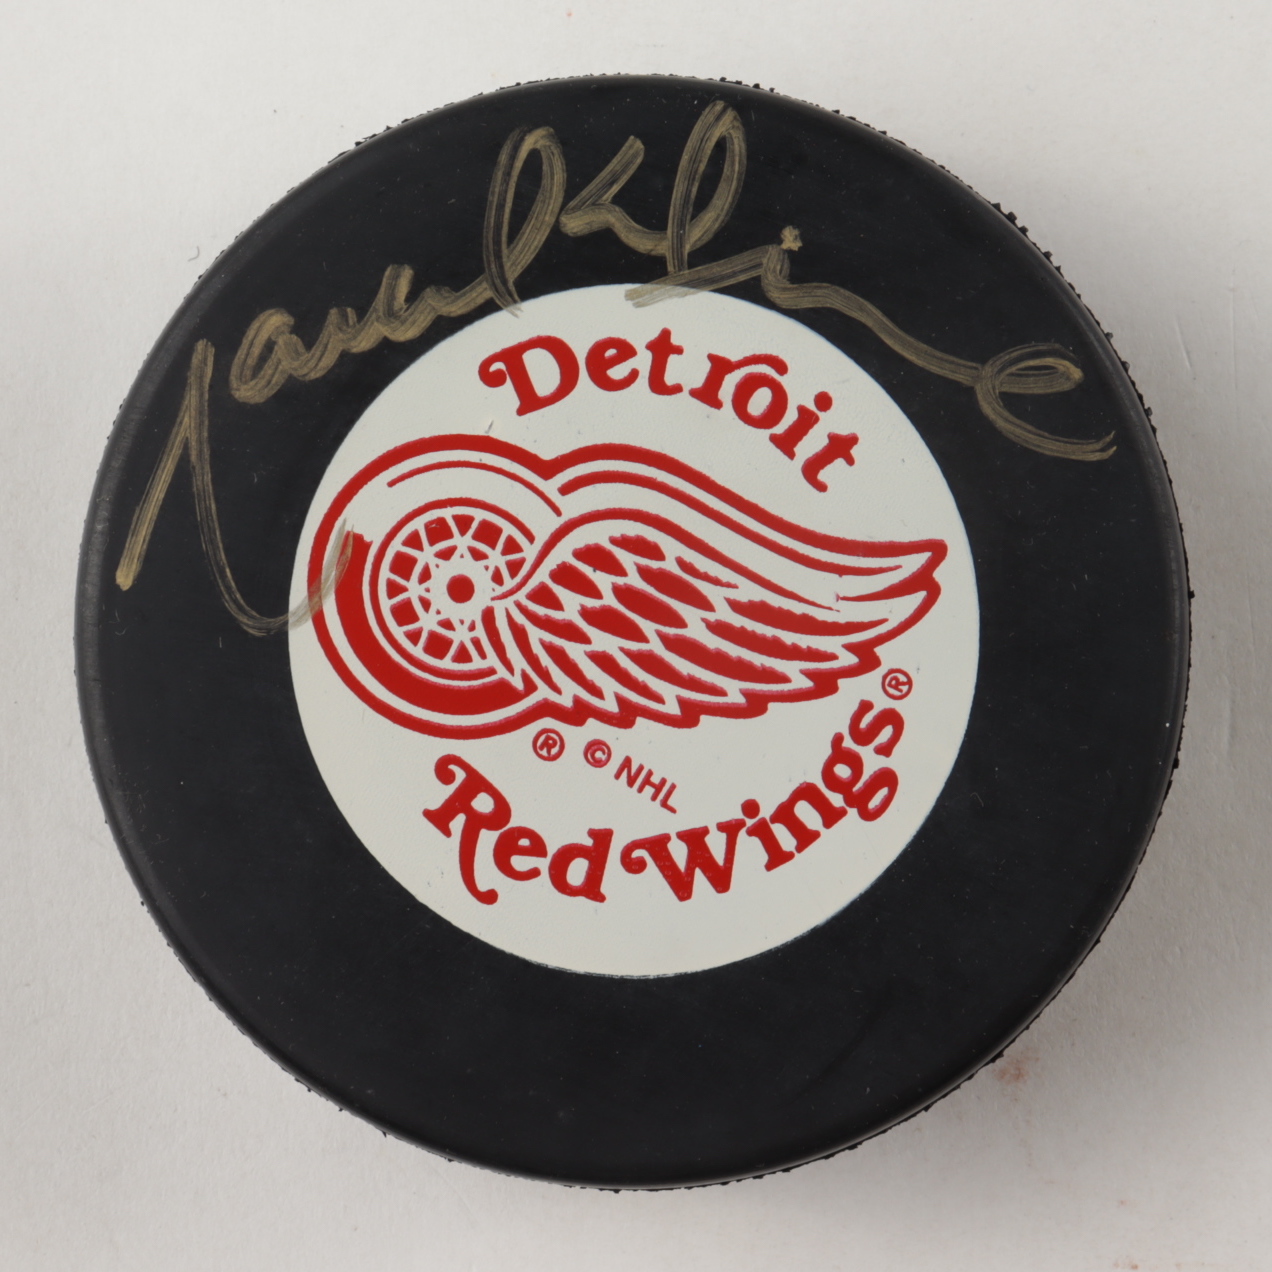 Detroit
® © NHL
Red Wings®